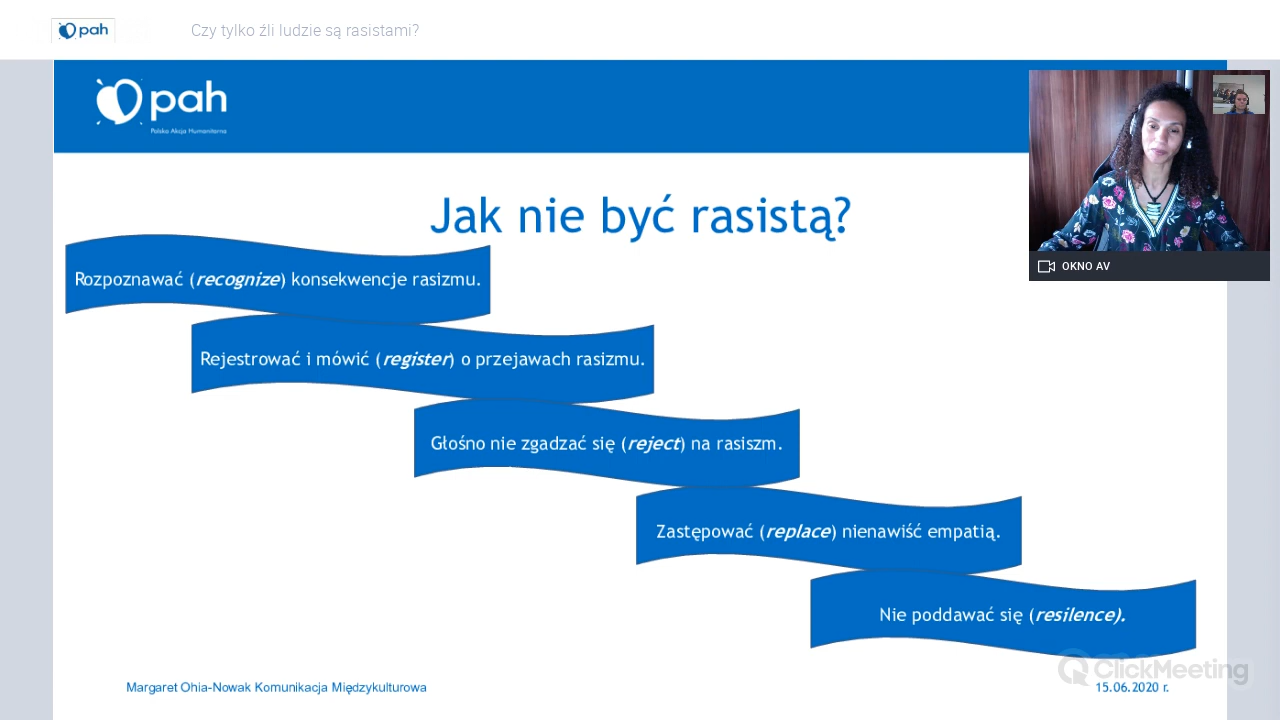 pah
Czy tylko źli ludzie są rasistami?
pah
Polska Akcja Humanitarna
OKNO AV
Jak nie być rasistą?
Rozpoznawać (recognize) konsekwencje rasizmu.
Rejestrować i mówić (register) o przejawach rasizmu.
Głośno nie zgadzać się (reject) na rasiszm.
Zastępować (replace) nienawiść empatią.
Nie poddawać się (resilence).
ClickMeeting
Margaret Ohia-Nowak Komunikacja Międzykulturowa
15.06.2020 r.